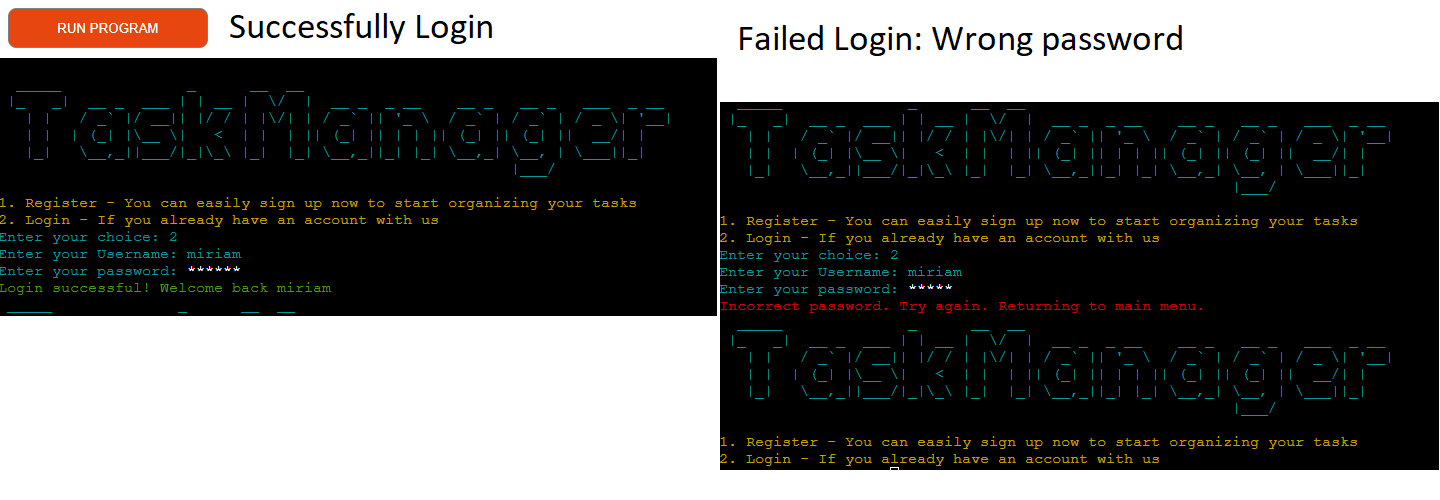 RUN PROGRAM
Successfully Login
TaskManager
1. Register - You can easily sign up now to start organizing your tasks
2. Login - If you already have an account with us
Enter your choice: 2
Enter your Username: miriam
Enter your password: ******
Login successful! Welcome back miriam
Failed Login: Wrong password
TaskManager
1. Register - You can easily sign up now to start organizing your tasks
2. Login - If you already have an account with us
Enter your choice: 2
Enter your Username: miriam
Enter your password: *****
Incorrect password. Try again. Returning to main menu.
TaskManager
1. Register - You can easily sign up now to start organizing your tasks
2. Login - If you already have an account with us